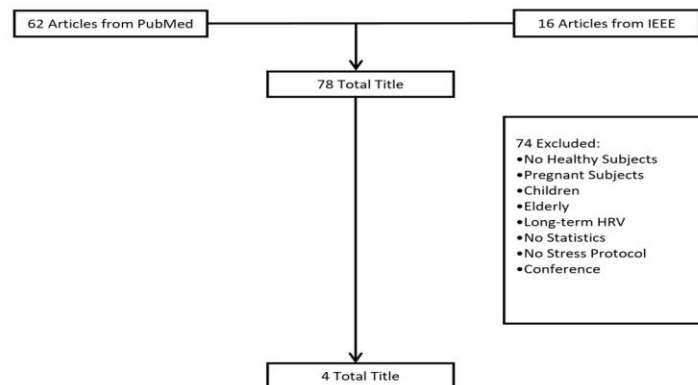 62 Articles from PubMed
16 Articles from IEEE
78 Total Title
74 Excluded:
•No Healthy Subjects
•Pregnant Subjects
•Children
•Elderly
•Long-term HRV
•No Statistics
•No Stress Protocol
•Conference
4 Total Title